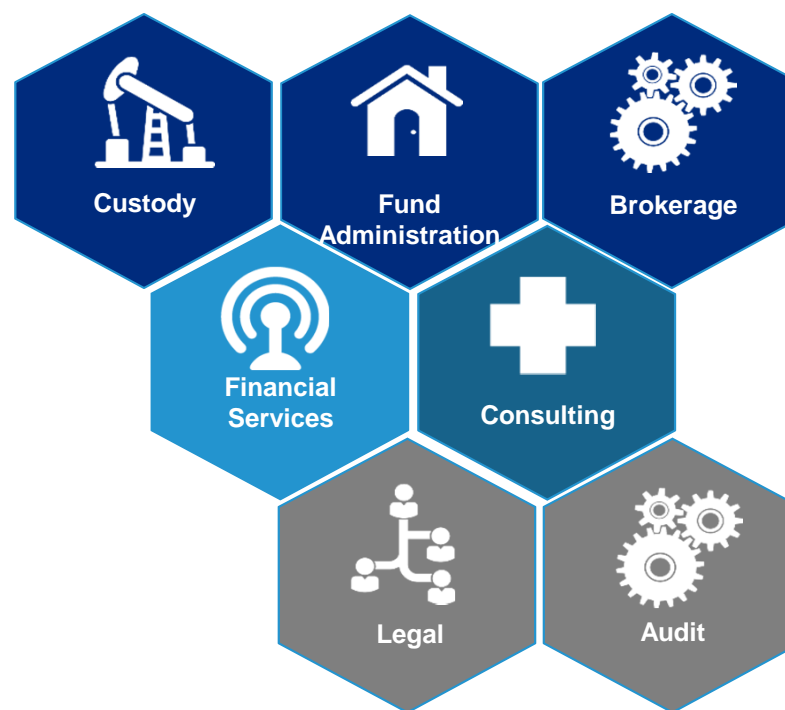 Custody
Fund
Administration
Brokerage
Financial
Services
Consulting
Legal
Audit